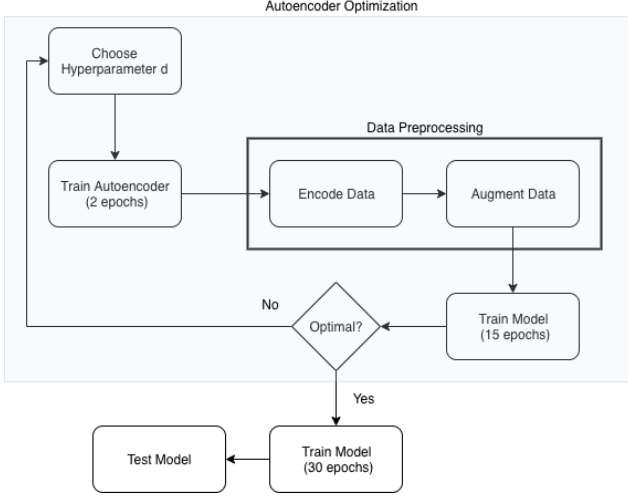 Autoencoder Optimization
Choose
Hyperparameter d
Data Preprocessing
Train Autoencoder
(2 epochs)
Encode Data
Augment Data
No
Optimal?
Train Model
(15 epochs)
Yes
Test Model
Train Model
(30 epochs)